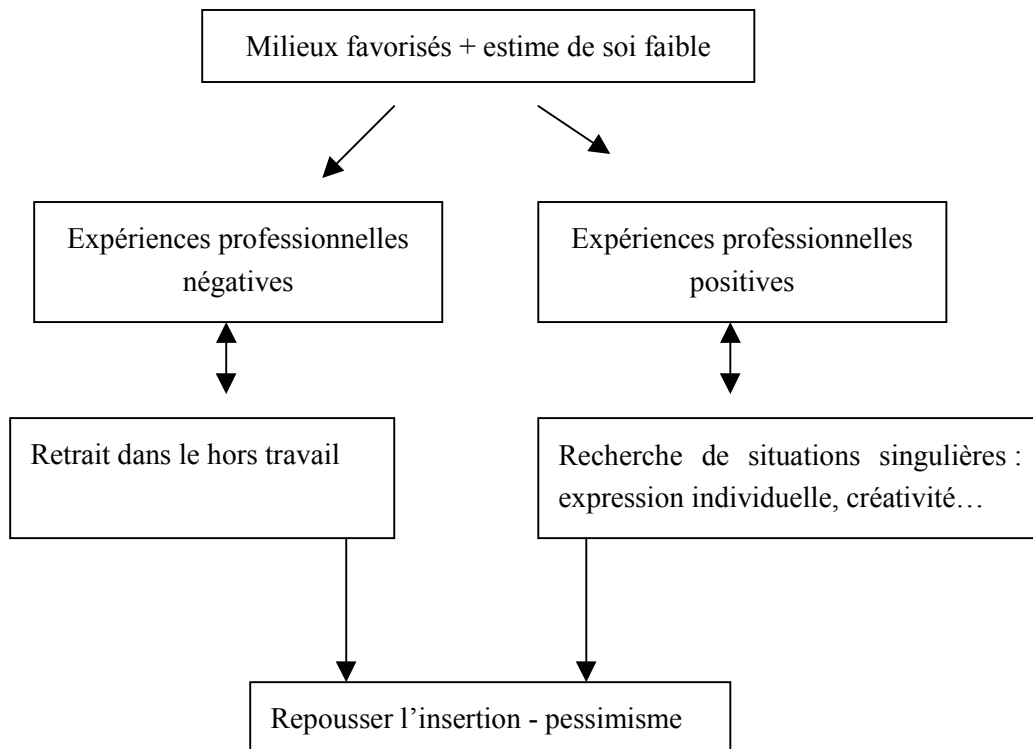 Milieux favorisés + estime de soi faible
Expériences professionnelles
négatives
Expériences professionnelles
positives
Retrait dans le hors travail
Recherche de situations singulières :
expression individuelle, créativité…
Repousser l’insertion - pessimisme